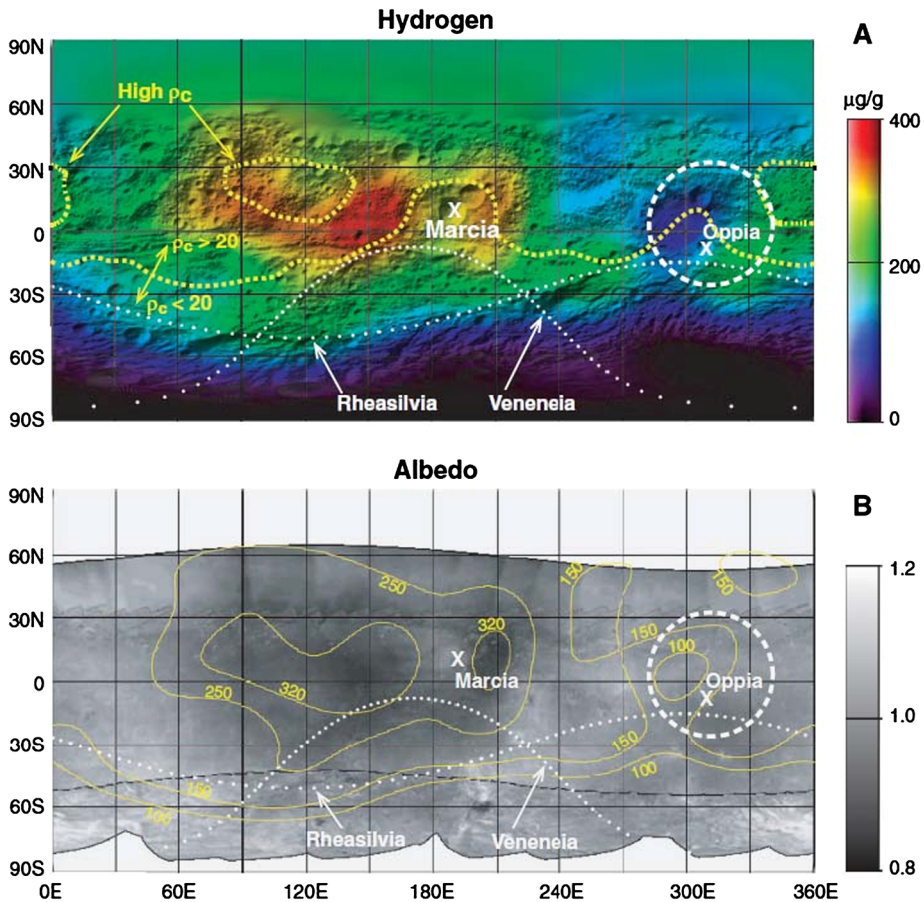 Hydrogen
A
90N
60N
30N
0
30S
60S
90S
High ρc
ρc > 20
ρc < 20
X
Marcia
Oppia
X
Rheasilvia
Veneneia
µg/g
400
200
0
Albedo
B
90N
60N
30N
0
30S
60S
90S
250
150
150
320
150
100
X
Marcia
Oppia
X
250
320
150
100
150
100
Rheasilvia
Veneneia
1.2
1.0
0.8
0E
60E
120E
180E
240E
300E
360E